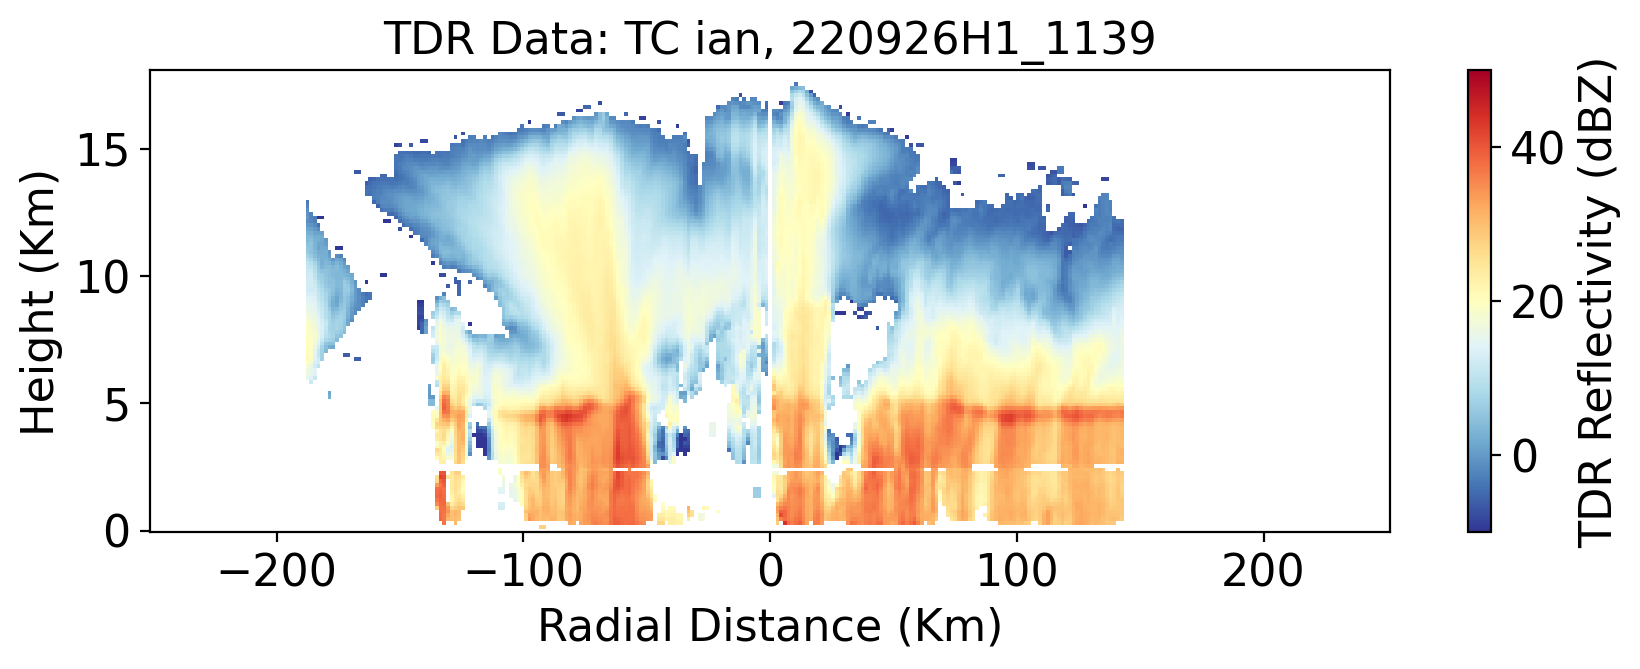 TDR Data: TC ian, 220926H1_1139
15
10
5
0
Height (Km)
−200 −100 0 100 200
Radial Distance (Km)
40
20
0
TDR Reflectivity (dBZ)